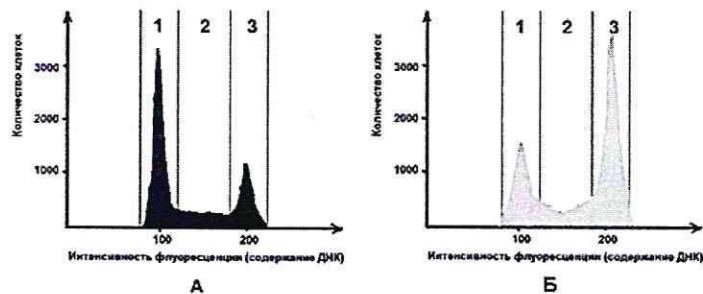 1 2 3
Количество клеток
3000
2000
1000
100 200
Интенсивность флуоресценции (содержание ДНК)
А
1 2 3
Количество клеток
3000
2000
1000
100 200
Интенсивность флуоресценции (содержание ДНК)
Б